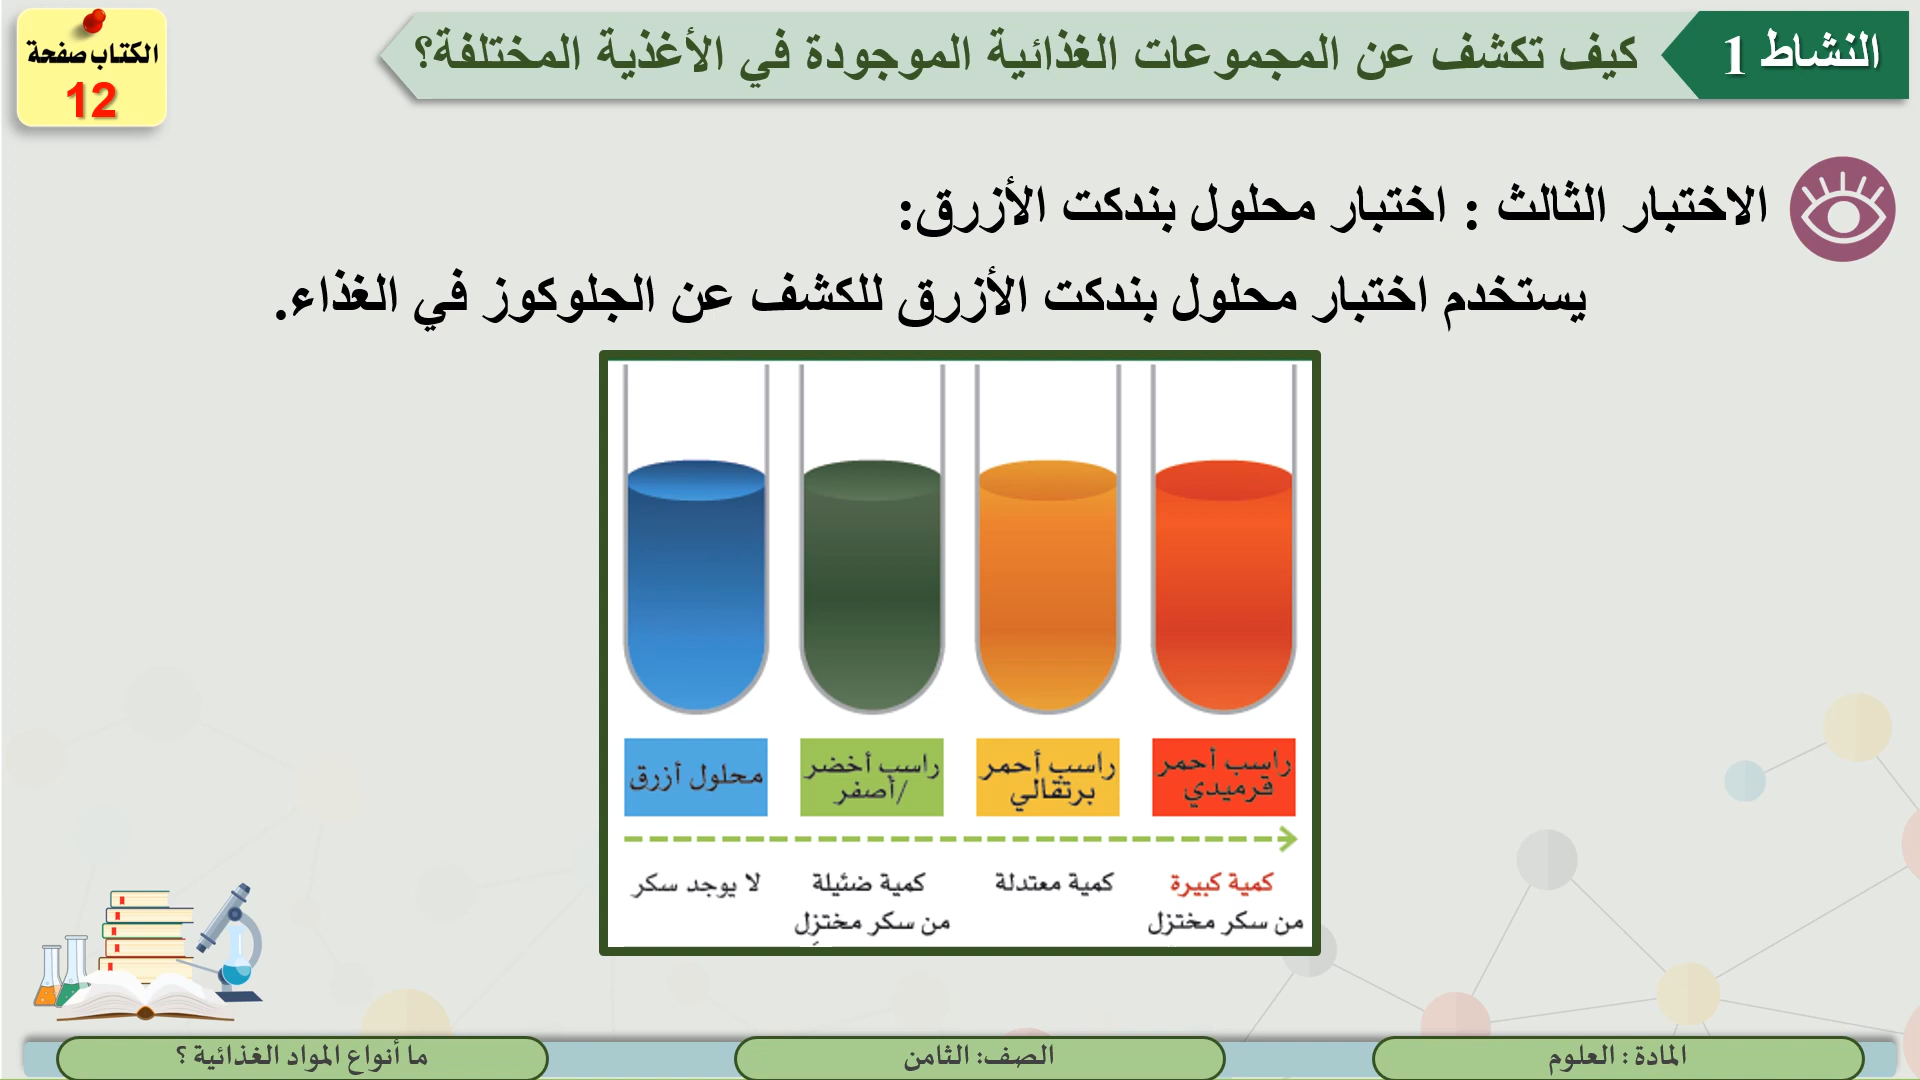 النشاط 1
كيف تكشف عن المجموعات الغذائية الموجودة في الأغذية المختلفة؟
الكتاب صفحة
12
الاختبار الثالث : اختبار محلول بندكت الأزرق:
يستخدم اختبار محلول بندكت الأزرق للكشف عن الجلوكوز في الغذاء.
راسب أحمر
قرميدي
راسب أحمر
برتقالي
راسب أخضر
/أصفر
محلول أزرق
كمية كبيرة
من سكر مختزل
كمية معتدلة
كمية ضئيلة
من سكر مختزل
لا يوجد سكر
المادة : العلوم
الصف: الثامن
ما أنواع المواد الغذائية ؟